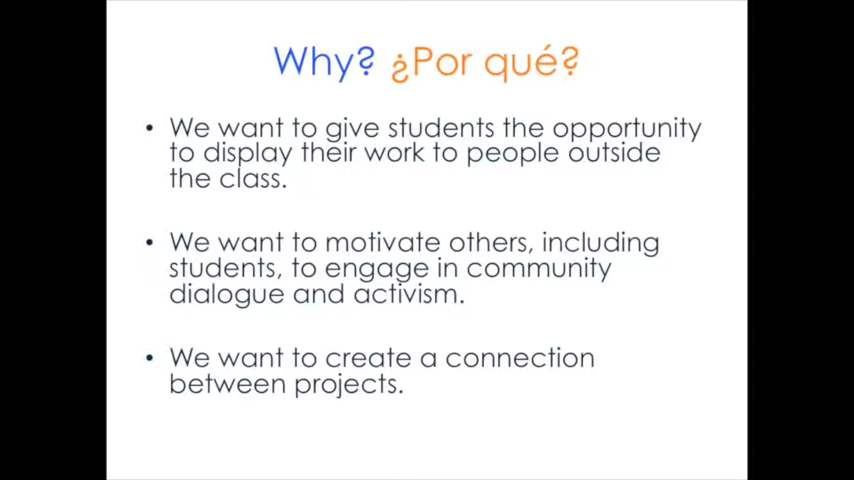 Why? ¿Por qué?
• We want to give students the opportunity
to display their work to people outside
the class.
• We want to motivate others, including
students, to engage in community
dialogue and activism.
• We want to create a connection
between projects.